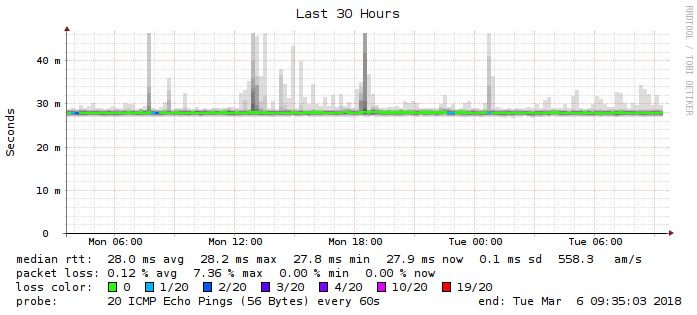 Last 30 Hours
RRDTOOL / TOBI OETIKER
Seconds
40 m
30 m
20 m
10 m
0
Mon 06:00 Mon 12:00 Mon 18:00 Tue 00:00 Tue 06:00
median rtt: 28.0 ms avg 28.2 ms max 27.8 ms min 27.9 ms now 0.1 ms sd 558.3 am/s
packet loss: 0.12 % avg 7.36 % max 0.00 % min 0.00 % now
loss color: 0 1/20 2/20 3/20 4/20 10/20 19/20
probe: 20 ICMP Echo Pings (56 Bytes) every 60s end: Tue Mar 6 09:35:03 2018